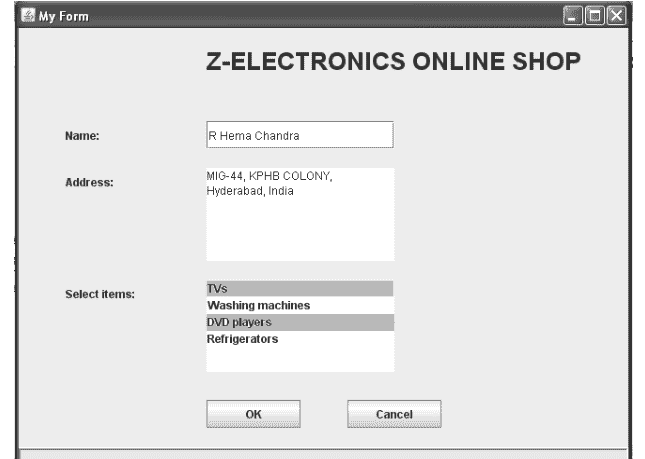 My Form
Z-ELECTRONICS ONLINE SHOP
Name:
R Hema Chandra
Address:
MIG-44, KPHB COLONY,
Hyderabad, India
Select items:
TVs
Washing machines
DVD players
Refrigerators
OK
Cancel